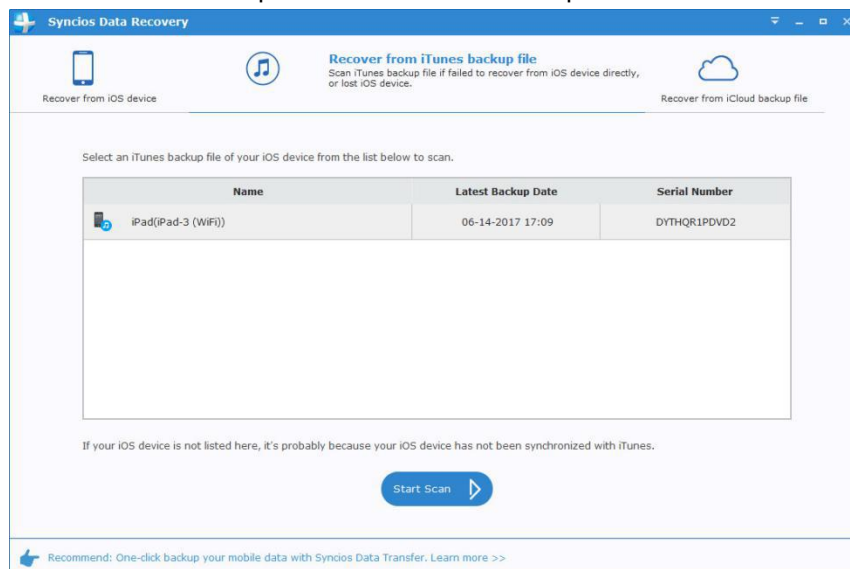 Syncios Data Recovery
Recover from iOS device
Recover from iTunes backup file
Scan iTunes backup file if failed to recover from iOS device directly,
or lost iOS device.
Recover from iCloud backup file
Select an iTunes backup file of your iOS device from the list below to scan.
Name Latest Backup Date Serial Number
iPad(iPad-3 (WiFi)) 06-14-2017 17:09 DYTHQR1PDVD2
If your iOS device is not listed here, it's probably because your iOS device has not been synchronized with iTunes.
Start Scan
Recommend: One-click backup your mobile data with Syncios Data Transfer. Learn more >>